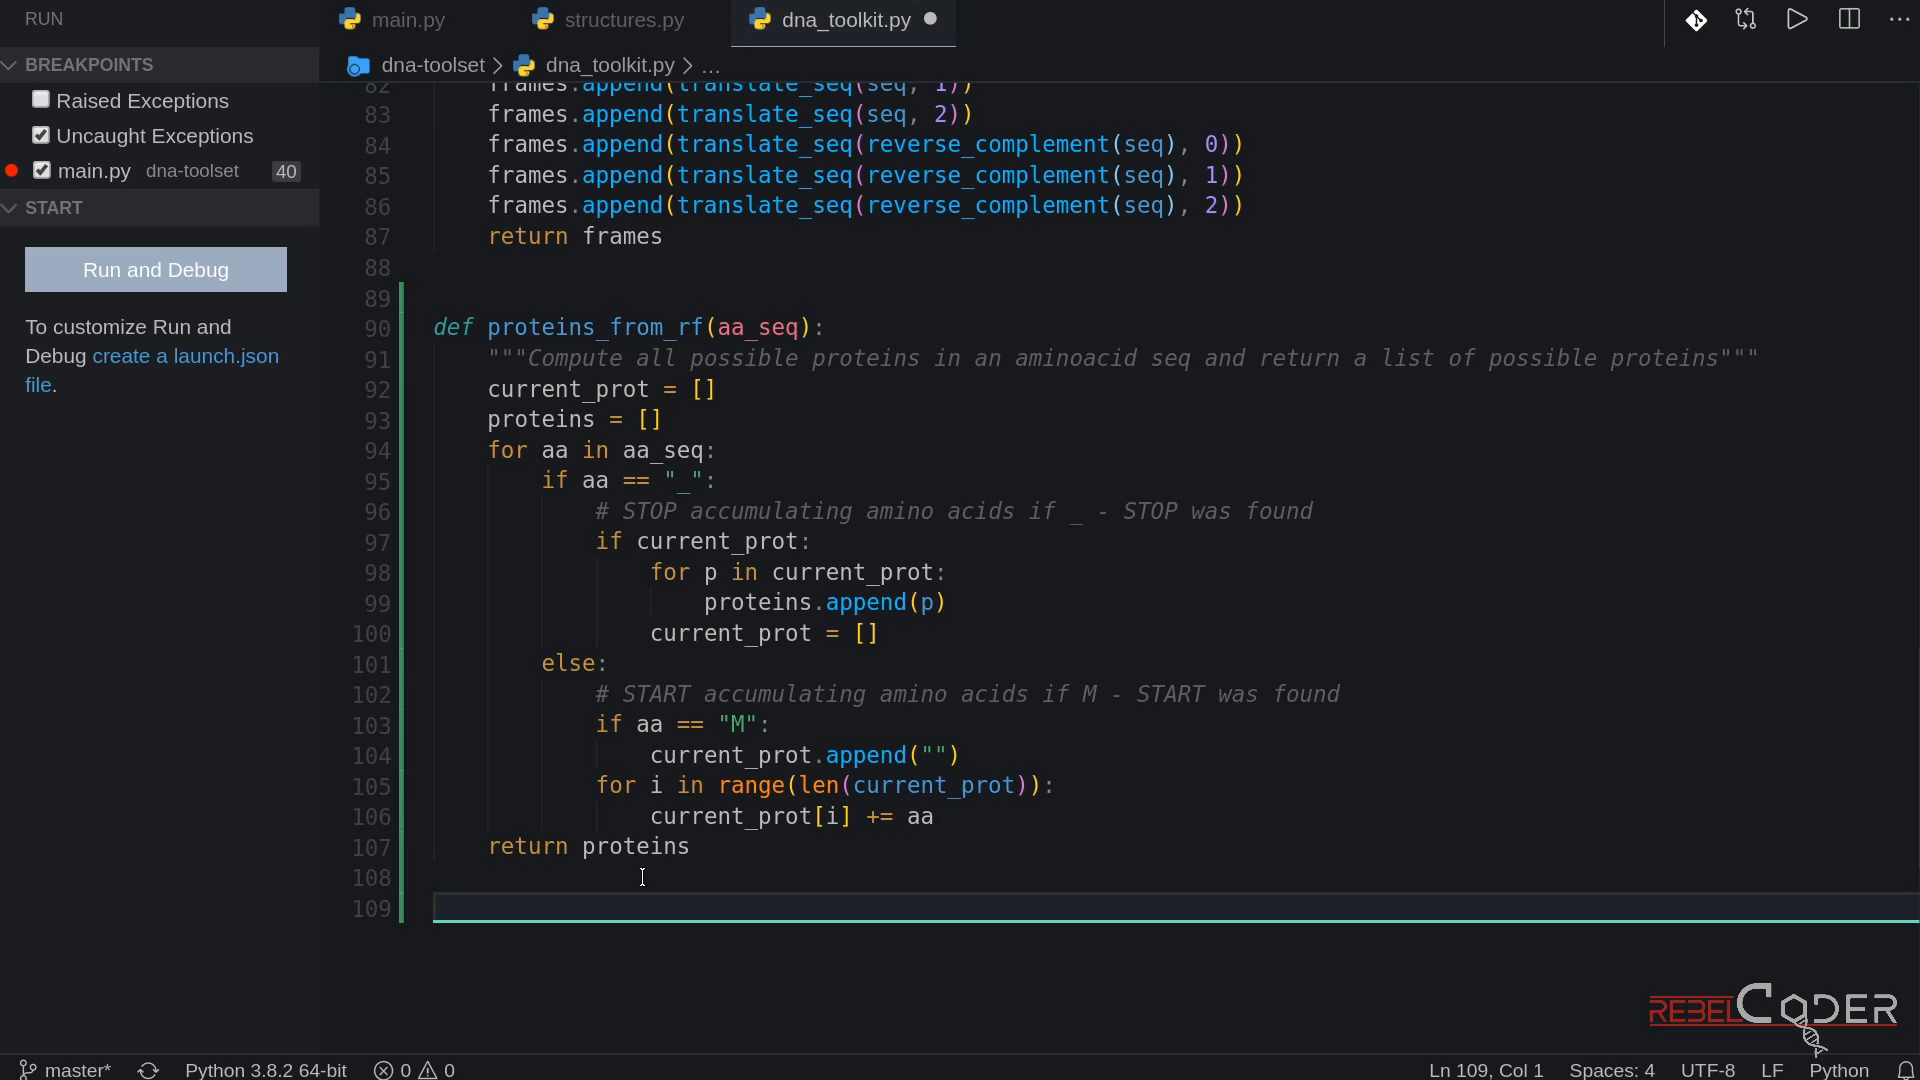 RUN
main.py
structures.py
dna_toolkit.py
BREAKPOINTS
dna-toolset > dna_toolkit.py > ...
Raised Exceptions
Uncaught Exceptions
main.py dna-toolset 40
START
Run and Debug
To customize Run and
Debug create a launch.json
file.
82 frames.append(translate_seq(seq, 1))
83 frames.append(translate_seq(seq, 2))
84 frames.append(translate_seq(reverse_complement(seq), 0))
85 frames.append(translate_seq(reverse_complement(seq), 1))
86 frames.append(translate_seq(reverse_complement(seq), 2))
87 return frames
88
89
90 def proteins_from_rf(aa_seq):
91 """Compute all possible proteins in an aminoacid seq and return a list of possible proteins"""
92 current_prot = []
93 proteins = []
94 for aa in aa_seq:
95 if aa == "_":
96 # STOP accumulating amino acids if _ - STOP was found
97 if current_prot:
98 for p in current_prot:
99 proteins.append(p)
100 current_prot = []
101 else:
102 # START accumulating amino acids if M - START was found
103 if aa == "M":
104 current_prot.append("")
105 for i in range(len(current_prot)):
106 current_prot[i] += aa
107 return proteins
108
109
REBELCODER
master* Python 3.8.2 64-bit 0 0 Ln 109, Col 1 Spaces: 4 UTF-8 LF Python